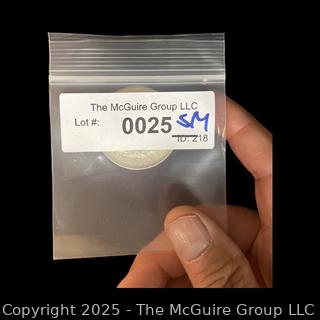 The McGuire Group LLC
Lot #: 0025 SM
ID: 218
Copyright 2025 - The McGuire Group LLC